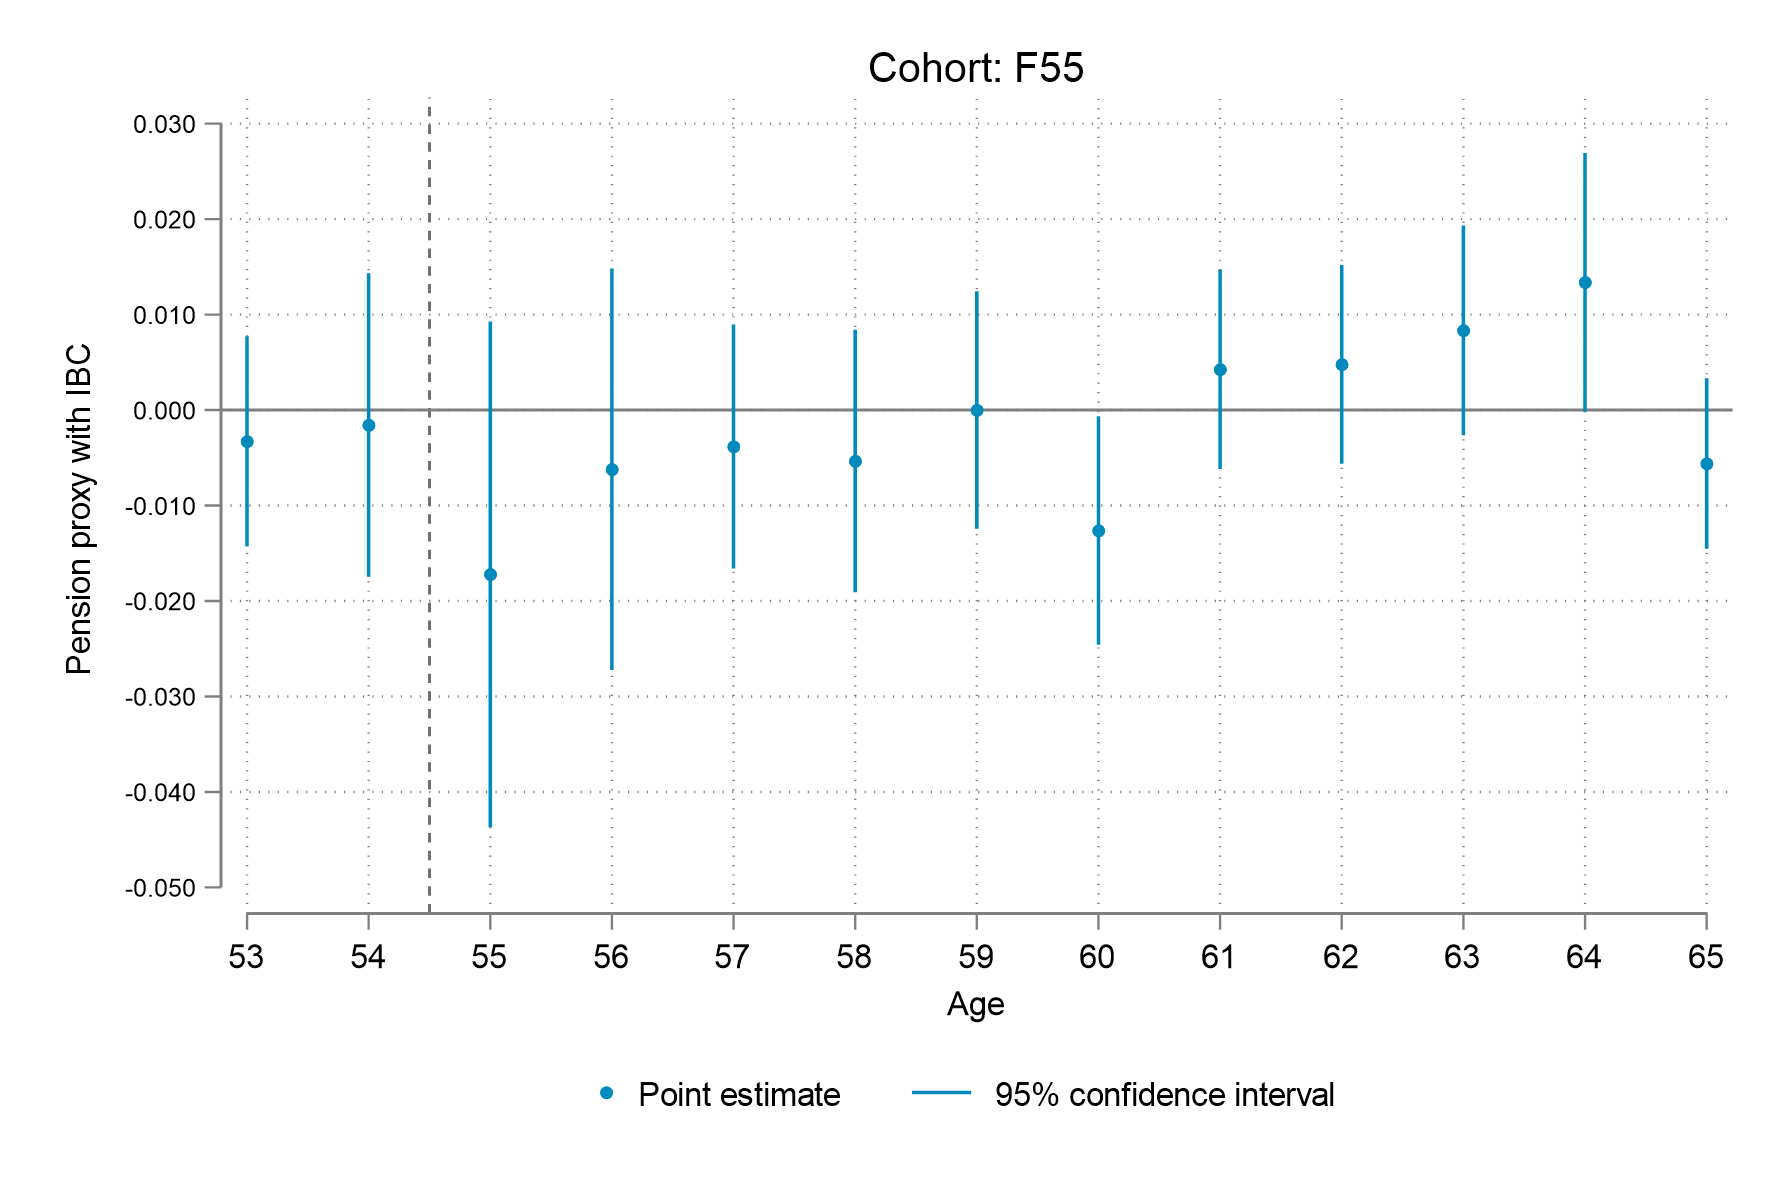 Cohort: F55
0.030
0.020
0.010
0.000
-0.010
-0.020
-0.030
-0.040
-0.050
Pension proxy with IBC
53 54 55 56 57 58 59 60 61 62 63 64 65
Age
Point estimate 95% confidence interval